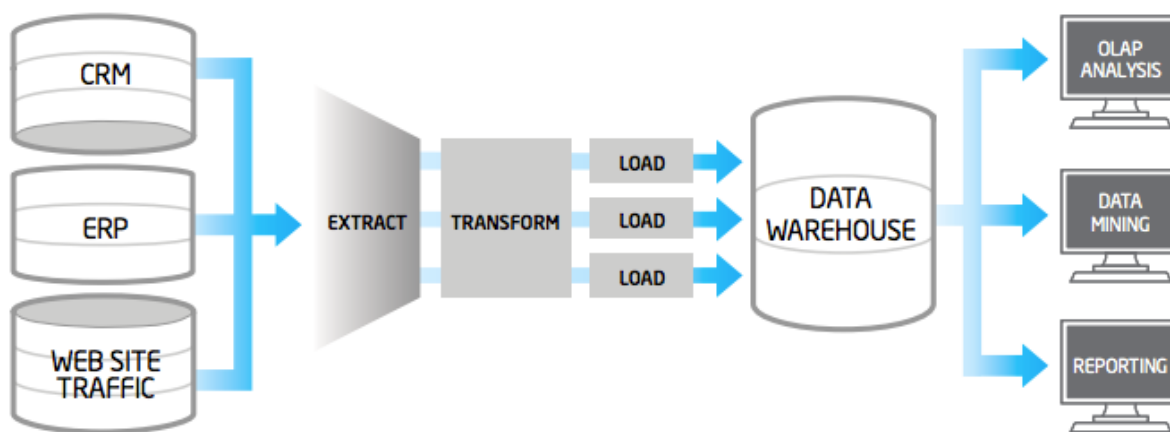 CRM
ERP
WEB SITE
TRAFFIC
EXTRACT
TRANSFORM
LOAD
LOAD
LOAD
DATA
WAREHOUSE
OLAP
ANALYSIS
DATA
MINING
REPORTING